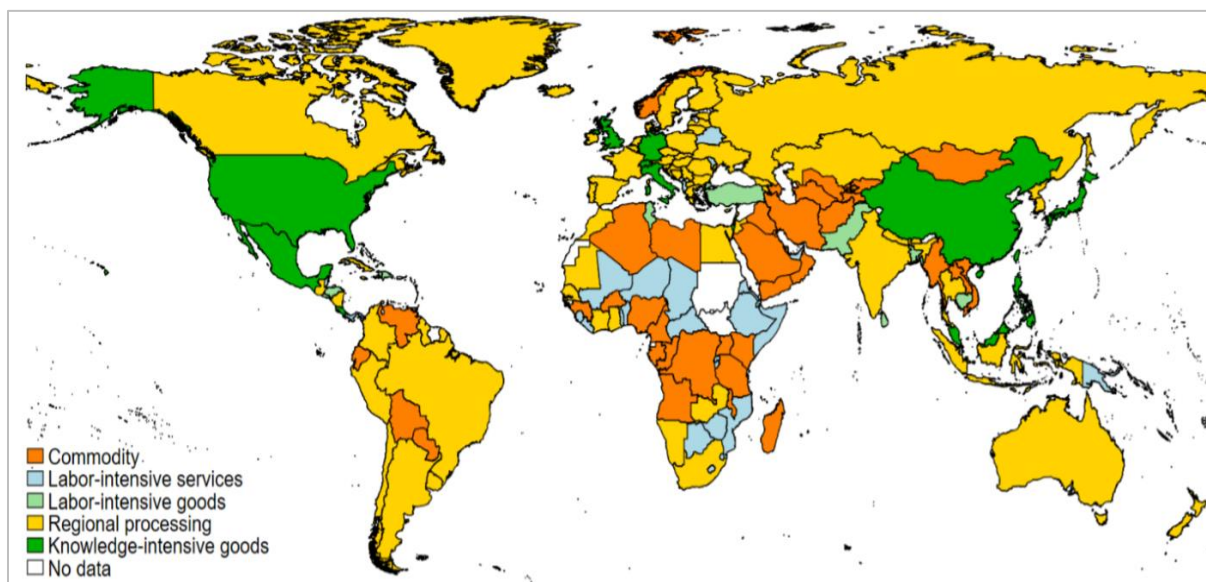 Commodity
Labor-intensive services
Labor-intensive goods
Regional processing
Knowledge-intensive goods
No data